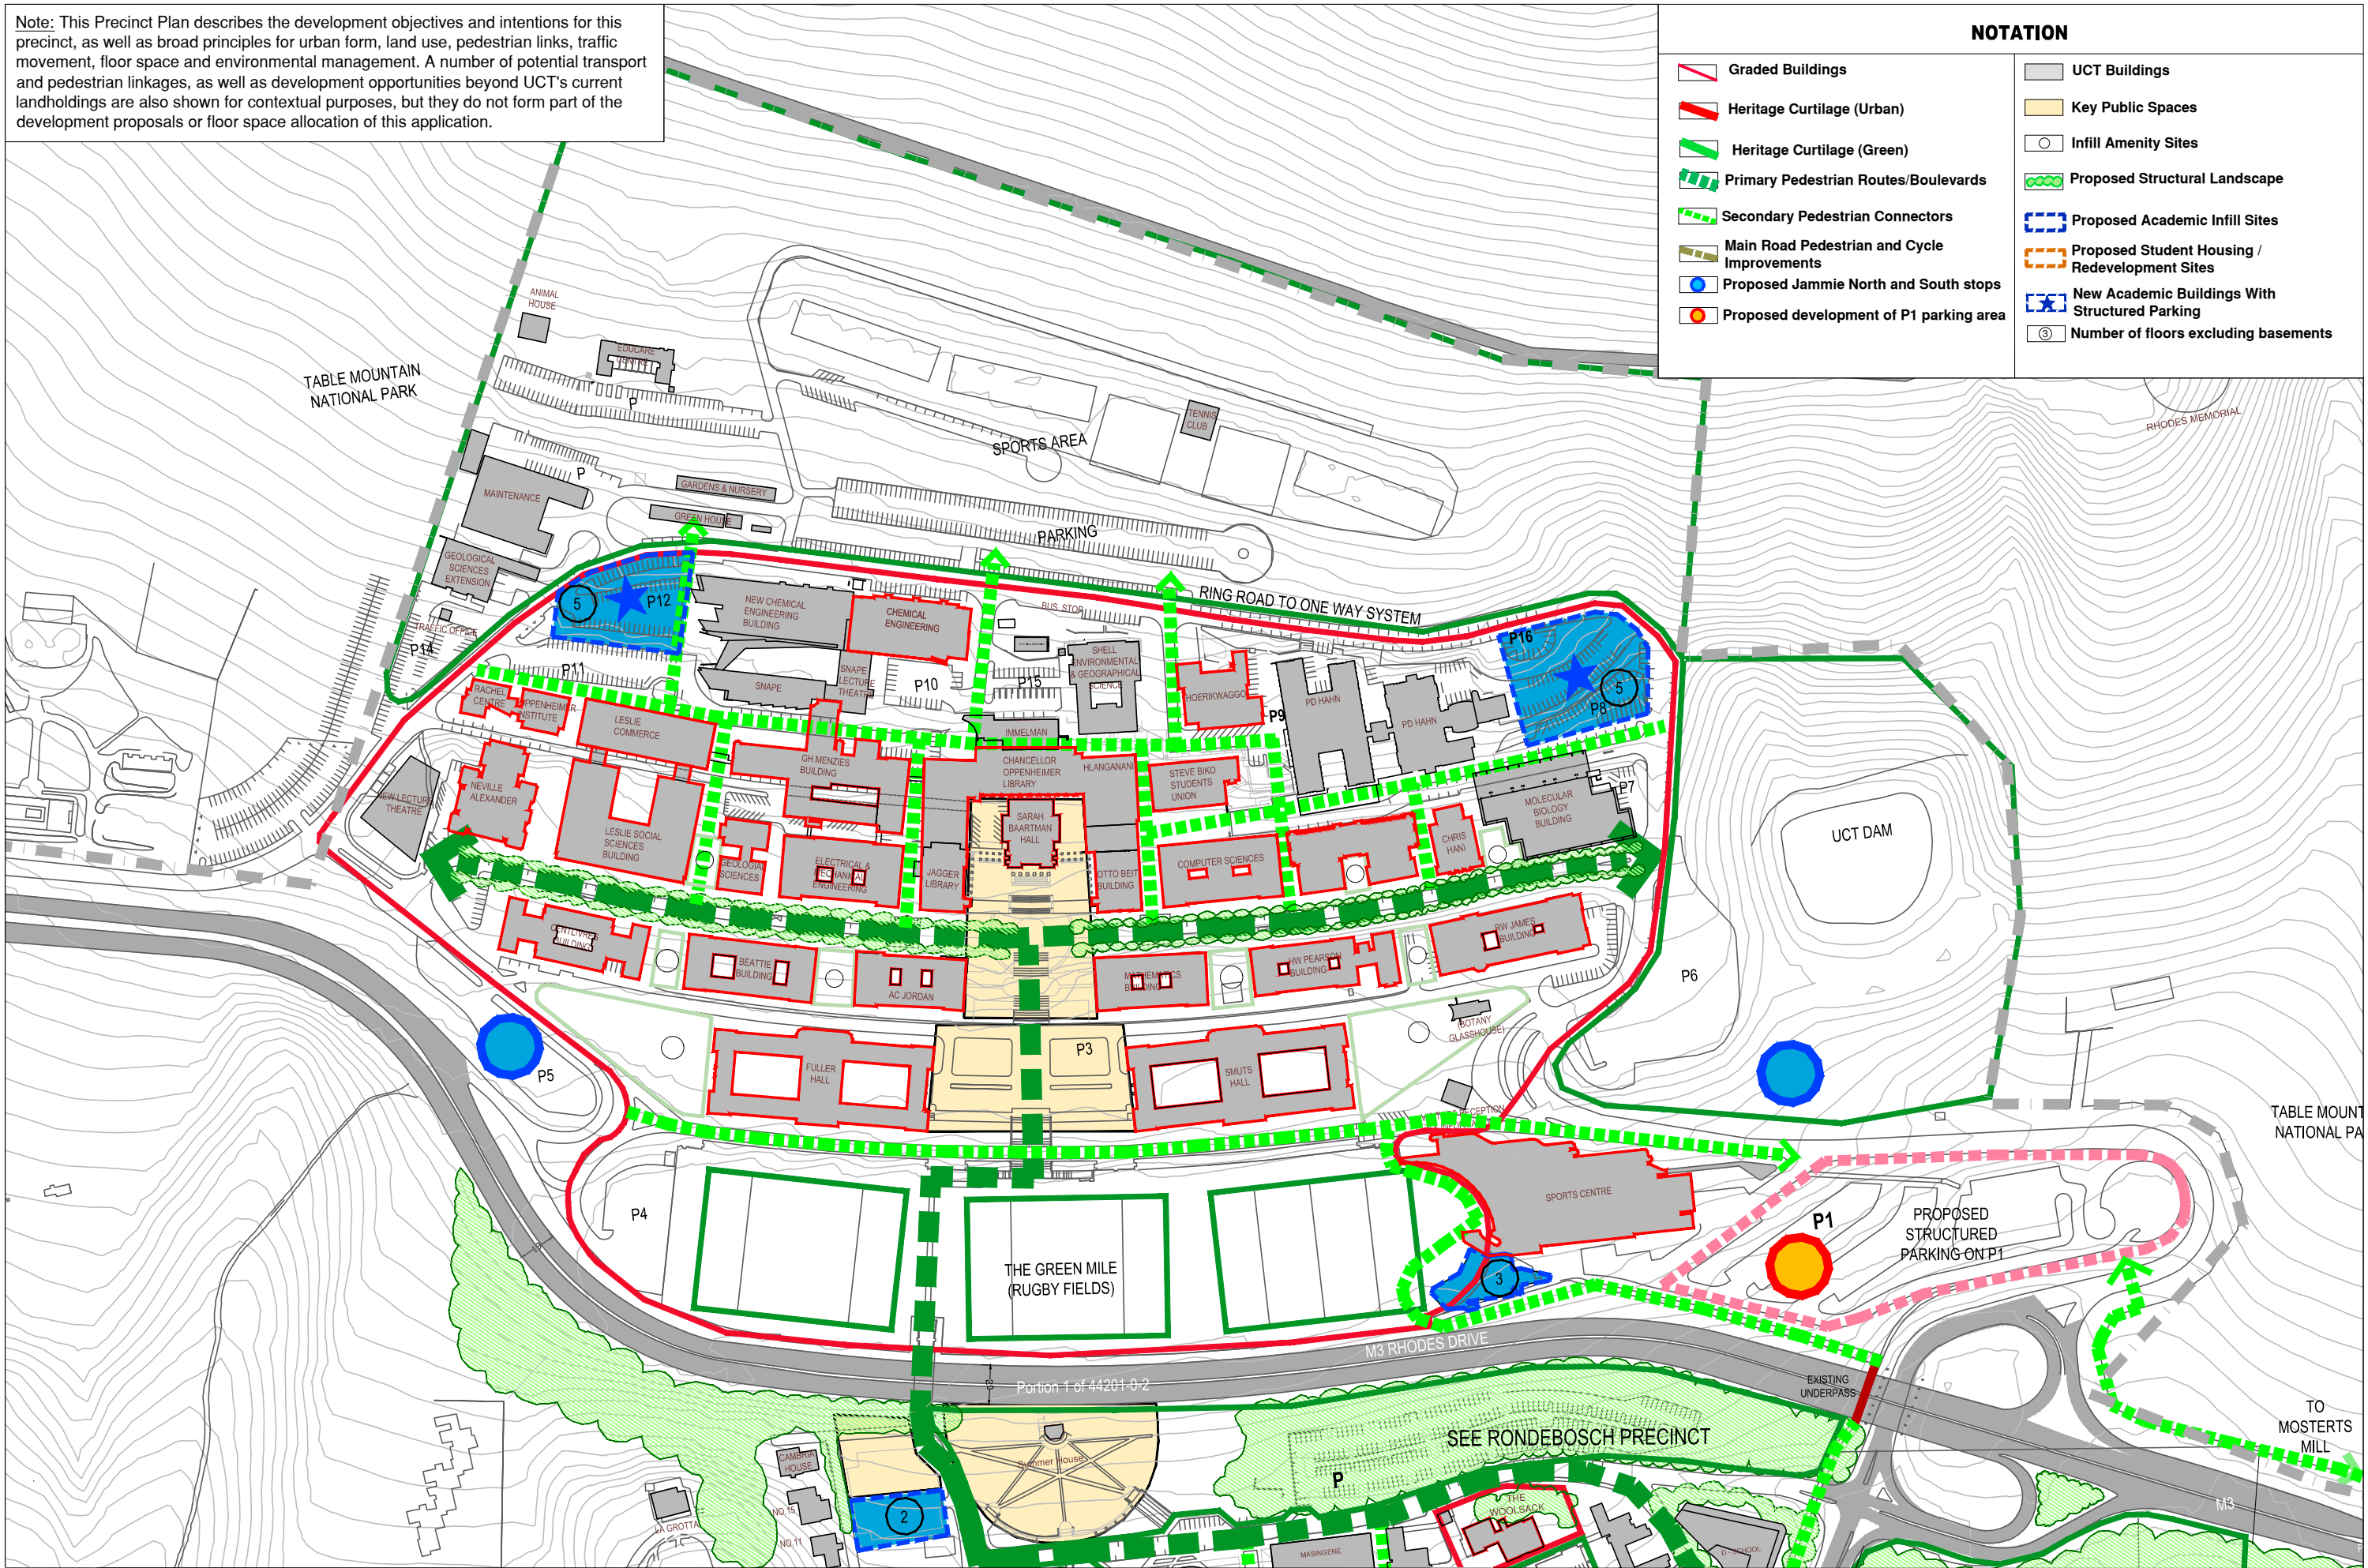 Note: This Precinct Plan describes the development objectives and intentions for this
precinct, as well as broad principles for urban form, land use, pedestrian links, traffic
movement, floor space and environmental management. A number of potential transport
and pedestrian linkages, as well as development opportunities beyond UCT's current
landholdings are also shown for contextual purposes, but they do not form part of the
development proposals or floor space allocation of this application.
NOTATION
Graded Buildings
Heritage Curtilage (Urban)
Heritage Curtilage (Green)
Primary Pedestrian Routes/Boulevards
Secondary Pedestrian Connectors
Main Road Pedestrian and Cycle
Improvements
Proposed Jammie North and South stops
Proposed development of P1 parking area
UCT Buildings
Key Public Spaces
Infill Amenity Sites
Proposed Structural Landscape
Proposed Academic Infill Sites
Proposed Student Housing /
Redevelopment Sites
New Academic Buildings With
Structured Parking
3
Number of floors excluding basements
ANIMAL
HOUSE
EDUCARE
CENTRE
TABLE MOUNTAIN
NATIONAL PARK
P
TENNIS
CLUB
RHODES MEMORIAL
SPORTS AREA
P
MAINTENANCE
GARDENS & NURSERY
GREEN HOUSE
PARKING
GEOLOGICAL
SCIENCES
EXTENSION
5
P12
NEW CHEMICAL
ENGINEERING
BUILDING
CHEMICAL
ENGINEERING
BUS STOP
RING ROAD TO ONE WAY SYSTEM
TRAFFIC OFFICE
P14
P11
P16
5
P8
SHELL
ENVIRONMENTAL
& GEOGRAPHICAL
SCIENCE
SNAPE
SNAPE
LECTURE
THEATRE
P10
P15
HOERIKWAGGO
P9
PD HAHN
PD HAHN
RACHEL
CENTRE
OPPENHEIMER
INSTITUTE
LESLIE
COMMERCE
IMMELMAN
GH MENZIES
BUILDING
CHANCELLOR
OPPENHEIMER
LIBRARY
HLANGANANI
STEVE BIKO
STUDENTS
UNION
P7
NEW LECTURE
THEATRE
NEVILLE
ALEXANDER
LESLIE SOCIAL
SCIENCES
BUILDING
SARAH
BAARTMAN
HALL
MOLECULAR
BIOLOGY
BUILDING
UCT DAM
CHRIS
HANI
GEOLOGIAL
SCIENCES
ELECTRICAL &
MECHANICAL
ENGINEERING
JAGGER
LIBRARY
OTTO BEIT
BUILDING
COMPUTER SCIENCES
CENTLIVRES
BUILDING
BEATTIE
BUILDING
AC JORDAN
MATHEMATICS
BUILDING
HW PEARSON
BUILDING
RW JAMES
BUILDING
P6
(BOTANY
GLASSHOUSE)
P3
P5
FULLER
HALL
SMUTS
HALL
RECEPTION
TABLE MOUNT
NATIONAL PA
SPORTS CENTRE
P4
P1
PROPOSED
STRUCTURED
PARKING ON P1
THE GREEN MILE
(RUGBY FIELDS)
3
M3 RHODES DRIVE
Portion 1 of 44201-0-2
EXISTING
UNDERPASS
TO
MOSTERTS
MILL
SEE RONDEBOSCH PRECINCT
P
CAMBRIA
HOUSE
Summer House
NO.15
2
LA GROTTA
NO.11
THE
WOOLSACK
MASINGENE
D - SCHOOL
M3